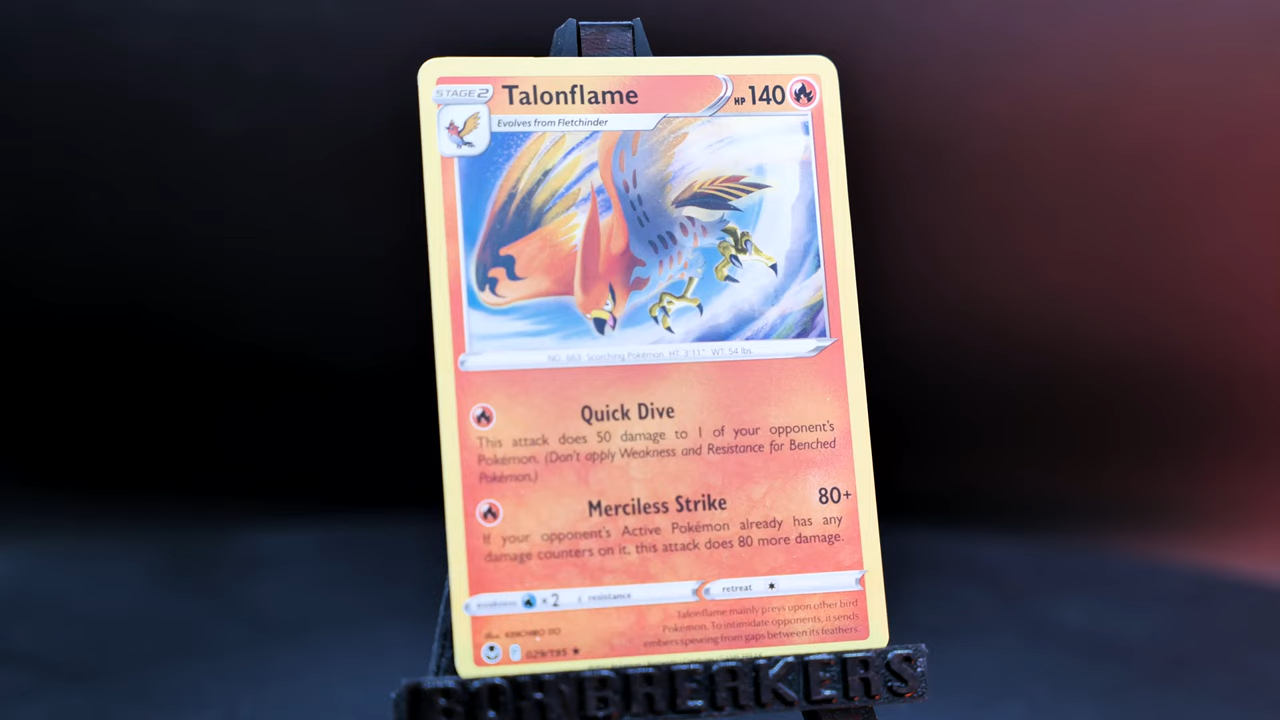 STAGE2 Talonflame HP 140
Evolves from Fletchinder
NO. 663 Scorching Pokémon HT: 3'11" WT: 54 lbs.
Quick Dive
This attack does 50 damage to 1 of your opponent's
Pokémon. (Don't apply Weakness and Resistance for Benched
Pokémon.)
Merciless Strike 80+
If your opponent's Active Pokémon already has any
damage counters on it, this attack does 80 more damage.
weakness ×2 resistance retreat
Talonflame mainly preys upon other bird
Pokémon. To intimidate opponents, it sends
embers spewing from gaps between its feathers.
029/195